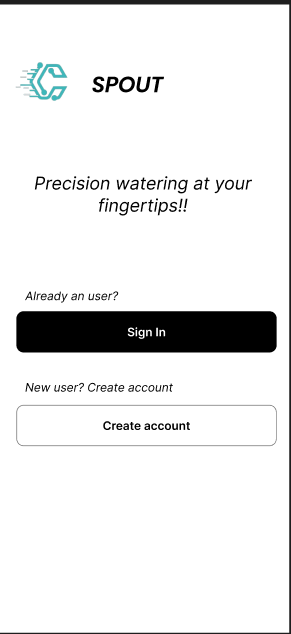 SPOUT
Precision watering at your
fingertips!!
Already an user?
Sign In
New user? Create account
Create account